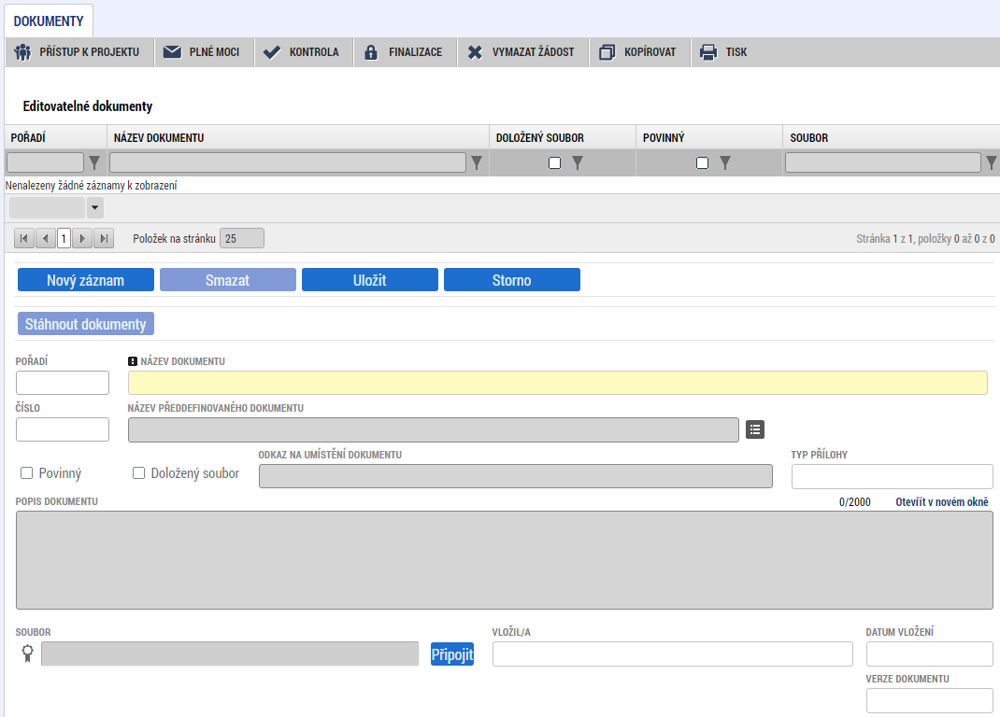 DOKUMENTY
PŘÍSTUP K PROJEKTU PLNÉ MOCI KONTROLA FINALIZACE VYMAZAT ŽÁDOST KOPÍROVAT TISK
Editovatelné dokumenty
POŘADÍ NÁZEV DOKUMENTU DOLOŽENÝ SOUBOR POVINNÝ SOUBOR
Nenalezeny žádné záznamy k zobrazení
1 Položek na stránku 25 Stránka 1 z 1, položky 0 až 0 z 0
Nový záznam Smazat Uložit Storno
Stáhnout dokumenty
POŘADÍ NÁZEV DOKUMENTU
ČÍSLO NÁZEV PŘEDDEFINOVANÉHO DOKUMENTU
ODKAZ NA UMÍSTĚNÍ DOKUMENTU TYP PŘÍLOHY
Povinný Doložený soubor
POPIS DOKUMENTU 0/2000 Otevřít v novém okně
SOUBOR VLOŽIL/A DATUM VLOŽENÍ
Připojit
VERZE DOKUMENTU